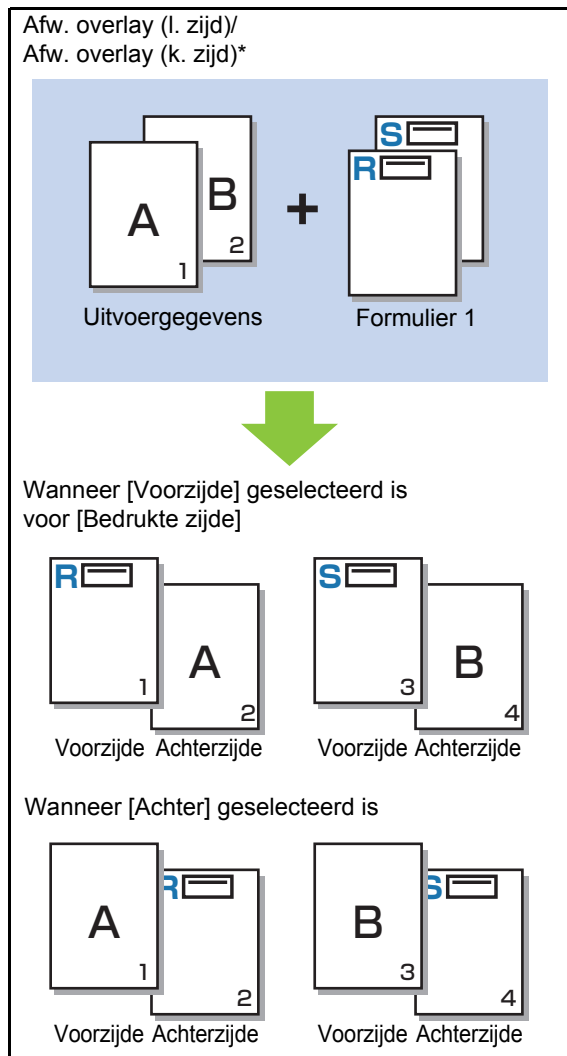 Afw. overlay (l. zijd)/
Afw. overlay (k. zijd)*
A
1
B
2
+
R
S
Uitvoergegevens
Formulier 1
Wanneer [Voorzijde] geselecteerd is
voor [Bedrukte zijde]
R
1
A
2
S
3
B
4
Voorzijde Achterzijde
Voorzijde Achterzijde
Wanneer [Achter] geselecteerd is
A
1
R
2
B
3
S
4
Voorzijde Achterzijde
Voorzijde Achterzijde